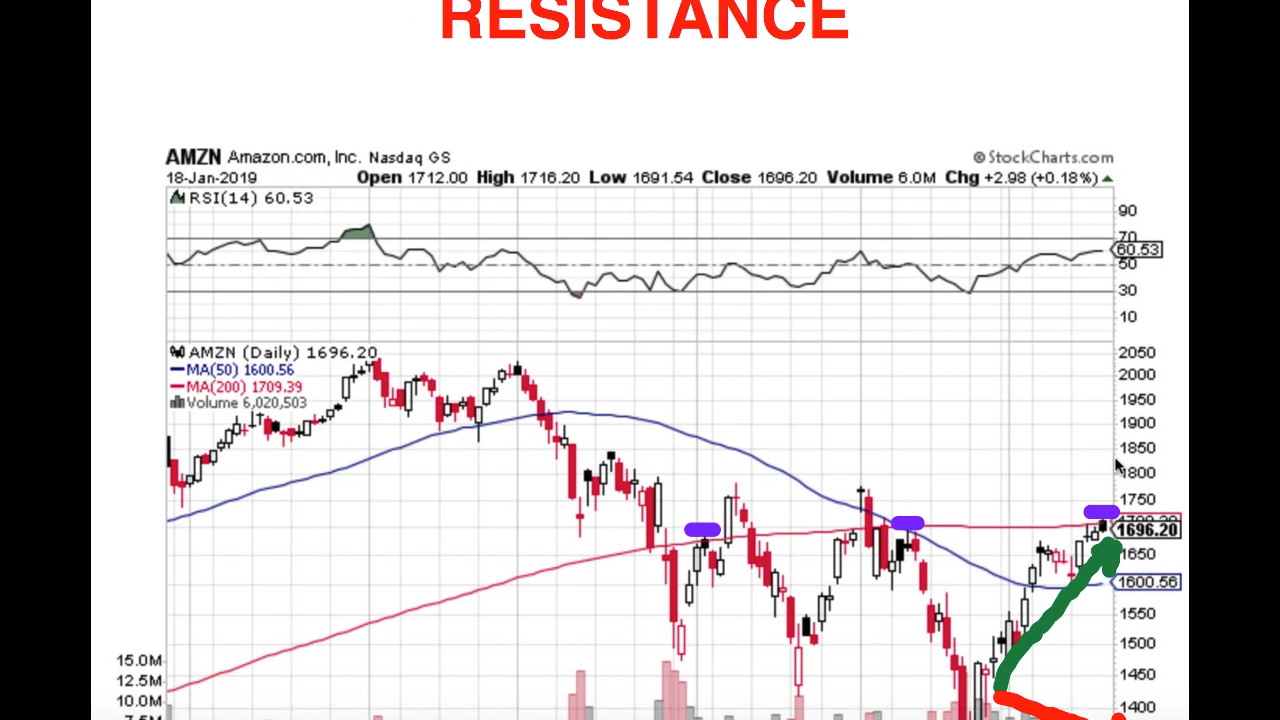 RESISTANCE
AMZN Amazon.com, Inc. Nasdaq GS © StockCharts.com
18-Jan-2019 Open 1712.00 High 1716.20 Low 1691.54 Close 1696.20 Volume 6.0M Chg +2.98 (+0.18%)
RSI(14) 60.53
90
70
60.53
50
30
10
AMZN (Daily) 1696.20
MA(50) 1600.56
MA(200) 1709.39
Volume 6,020,503
2050
2000
1950
1900
1850
1800
1750
1696.20
1650
1600.56
1550
1500
1450
1400
15.0M
12.5M
10.0M
7.5M